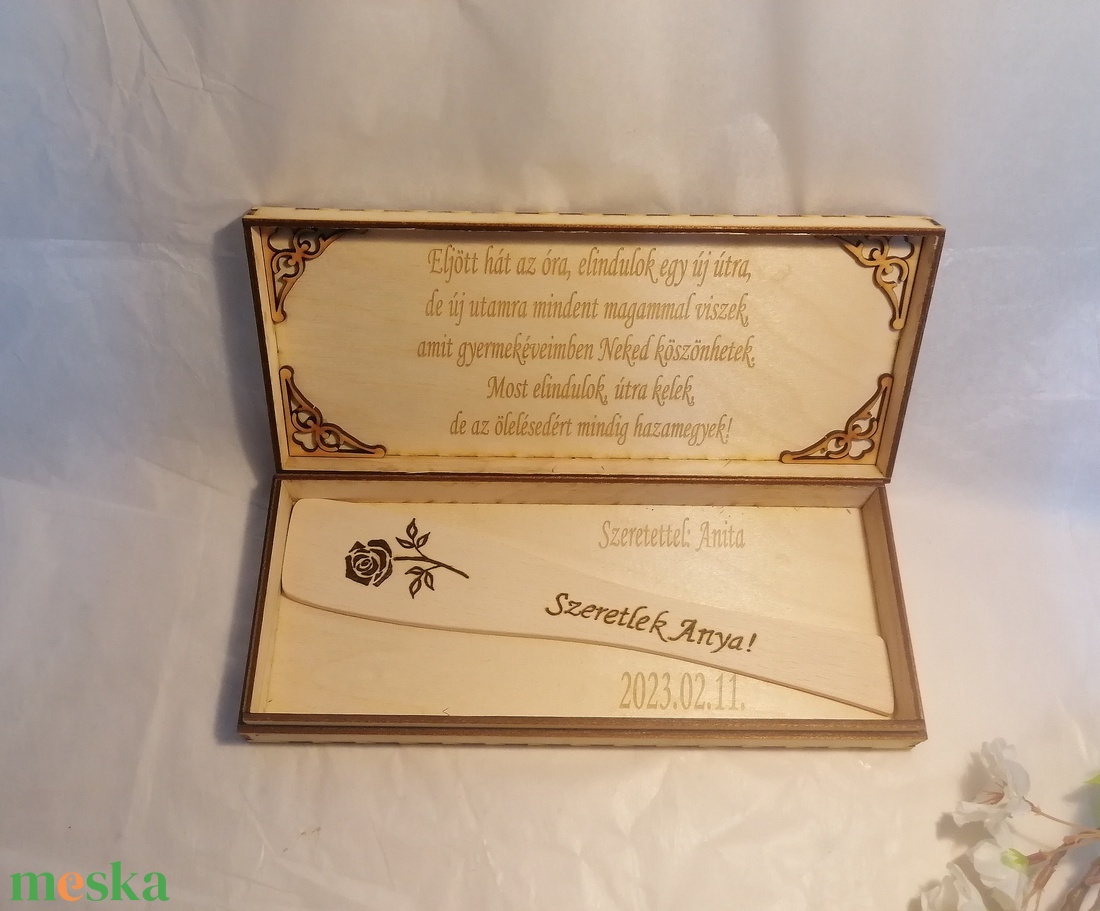 Eljött hát az óra, elindulok egy új útra,
de új utamra mindent magammal viszek,
amit gyermekéveimben Neked köszönhetek.
Most elindulok, útra kelek,
de az ölelésedért mindig hazamegyek!
Szeretettel: Anita
Szeretlek Anya!
2023.02.11.
meska